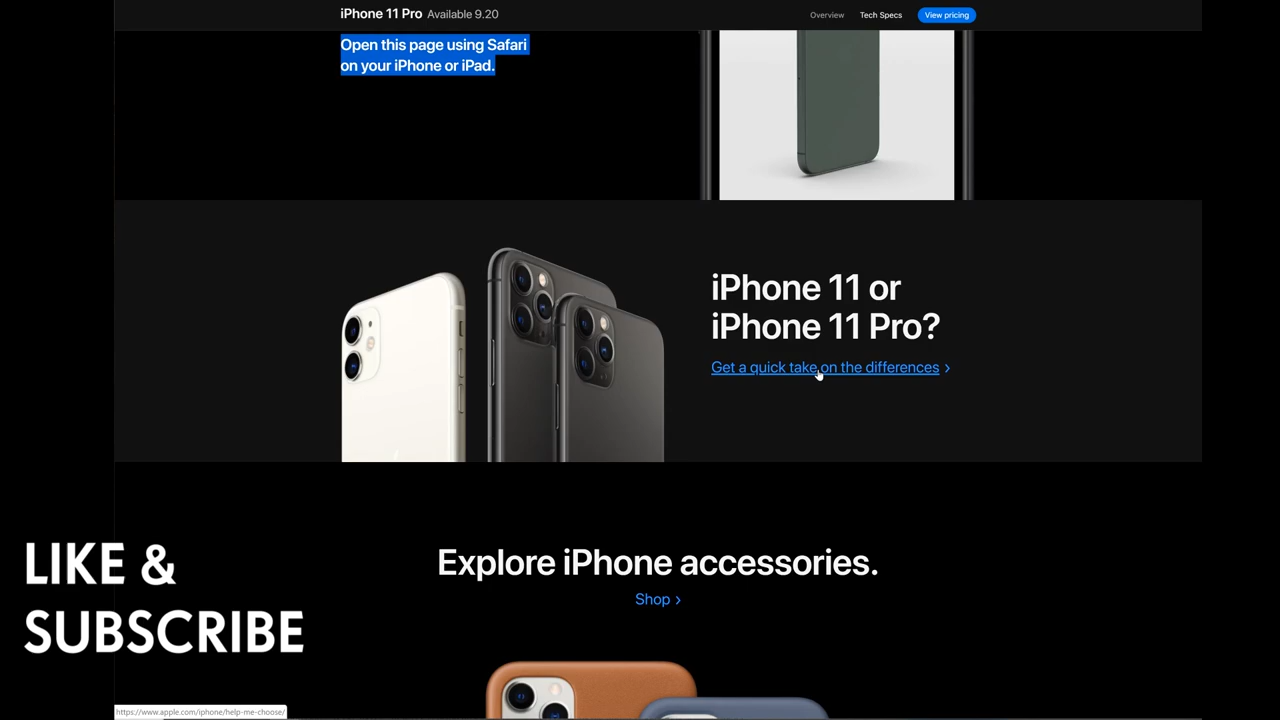 iPhone 11 Pro Available 9.20
Overview
Tech Specs
View pricing
Open this page using Safari
on your iPhone or iPad.
iPhone 11 or
iPhone 11 Pro?
Get a quick take on the differences >
Explore iPhone accessories.
Shop >
LIKE &
SUBSCRIBE
https://www.apple.com/iphone/help-me-choose/